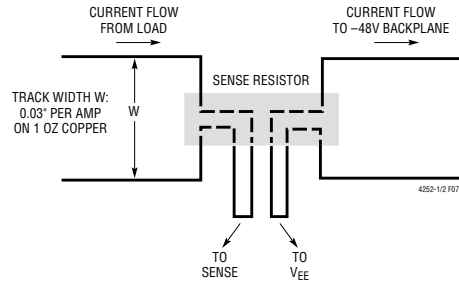 CURRENT FLOW
FROM LOAD
CURRENT FLOW
TO –48V BACKPLANE
SENSE RESISTOR
TRACK WIDTH W:
0.03" PER AMP
ON 1 OZ COPPER
W
4252-1/2 F07
TO
SENSE
TO
VEE